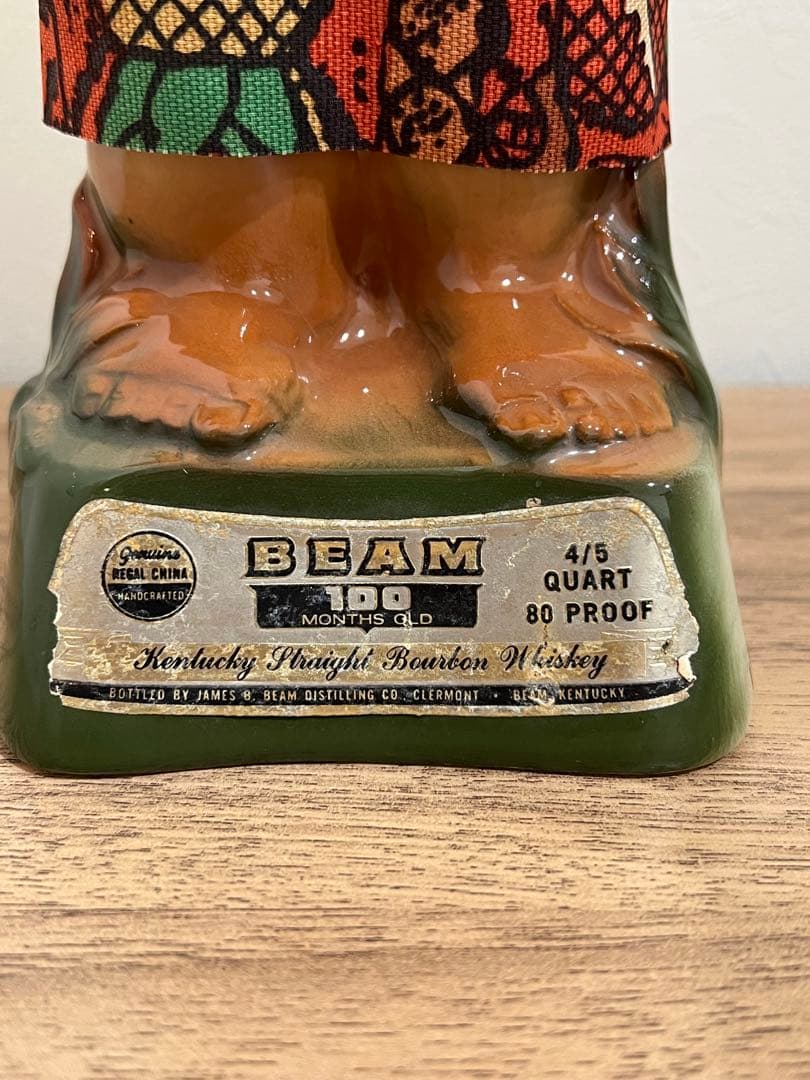 Genuine
REGAL CHINA
HANDCRAFTED
BEAM
100
MONTHS OLD
4/5
QUART
80 PROOF
Kentucky Straight Bourbon Whiskey
BOTTLED BY JAMES B. BEAM DISTILLING CO. CLERMONT • BEAM, KENTUCKY